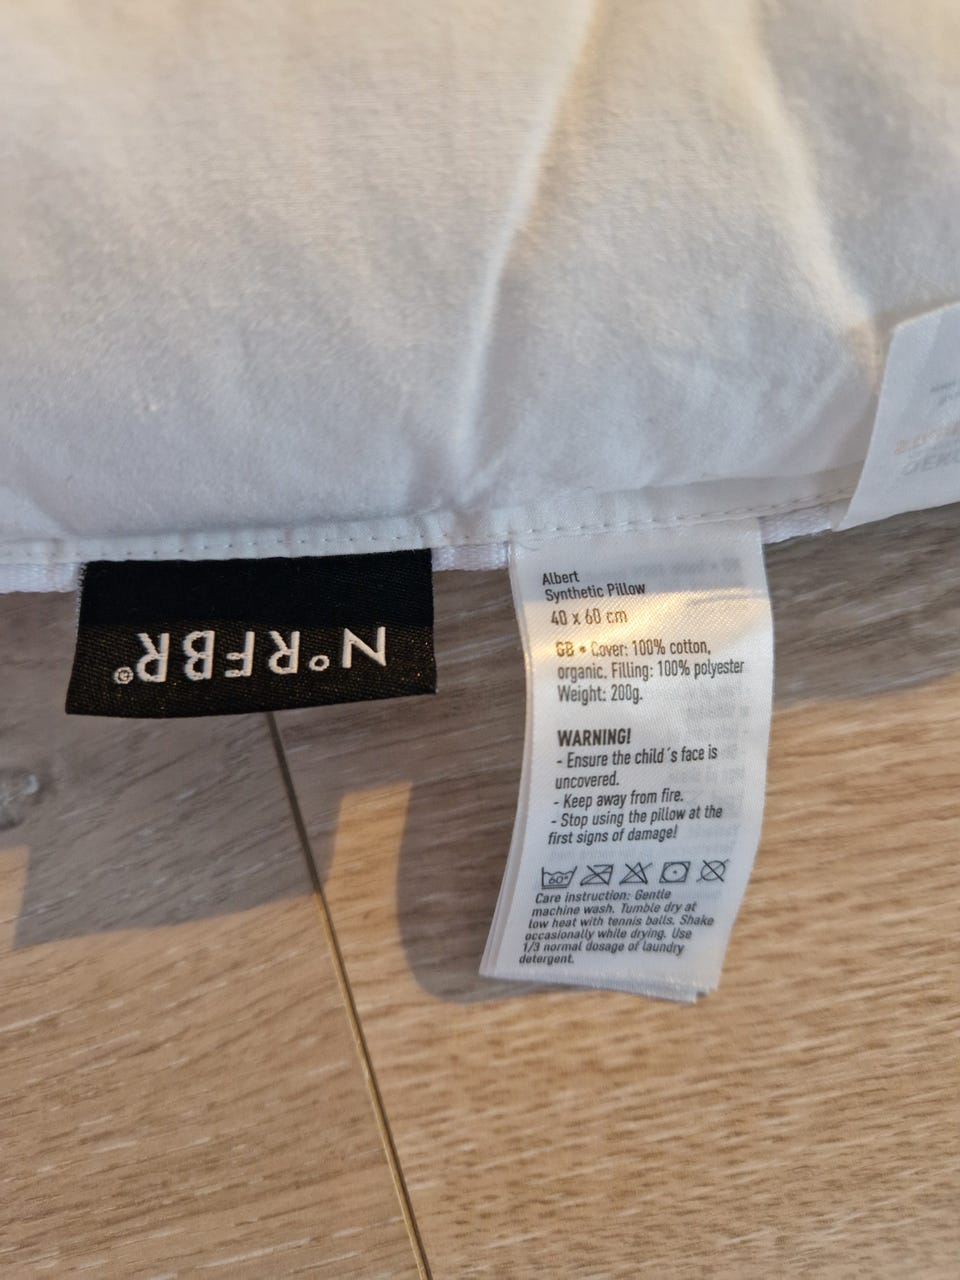 N°RFBR®
Albert
Synthetic Pillow
40 x 60 cm
GB • Cover: 100% cotton,
organic. Filling: 100% polyester
Weight: 200g.
WARNING!
- Ensure the child´s face is
uncovered.
- Keep away from fire.
- Stop using the pillow at the
first signs of damage!
60°
Care instruction: Gentle
machine wash. Tumble dry at
low heat with tennis balls. Shake
occasionally while drying. Use
1/3 normal dosage of laundry
detergent.